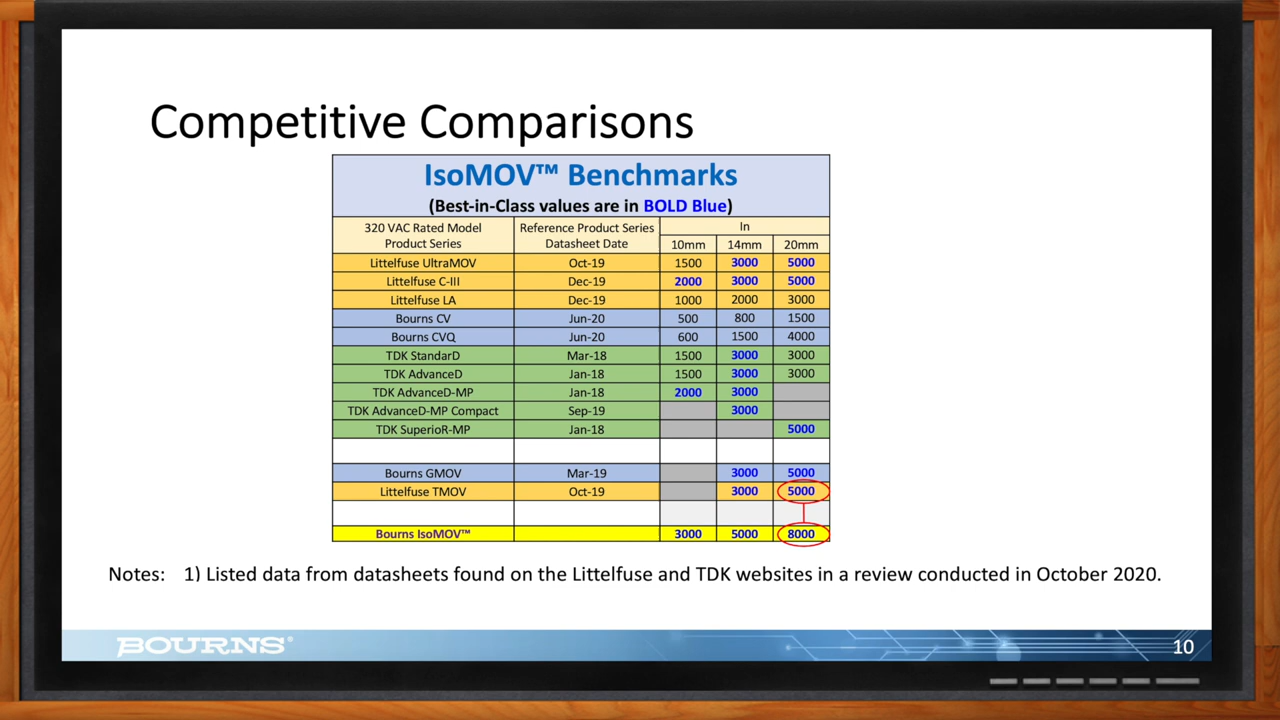 Competitive Comparisons
IsoMOV™ Benchmarks
(Best-in-Class values are in BOLD Blue)
320 VAC Rated Model Product Series
Reference Product Series Datasheet Date
In
10mm 14mm 20mm
Littelfuse UltraMOV Oct-19 1500 3000 5000
Littelfuse C-III Dec-19 2000 3000 5000
Littelfuse LA Dec-19 1000 2000 3000
Bourns CV Jun-20 500 800 1500
Bourns CVQ Jun-20 600 1500 4000
TDK StandarD Mar-18 1500 3000 3000
TDK AdvanceD Jan-18 1500 3000 3000
TDK AdvanceD-MP Jan-18 2000 3000
TDK AdvanceD-MP Compact Sep-19 3000
TDK SuperioR-MP Jan-18 5000
Bourns GMOV Mar-19 3000 5000
Littelfuse TMOV Oct-19 3000 5000
Bourns IsoMOV™ 3000 5000 8000
Notes: 1) Listed data from datasheets found on the Littelfuse and TDK websites in a review conducted in October 2020.
BOURNS®
10